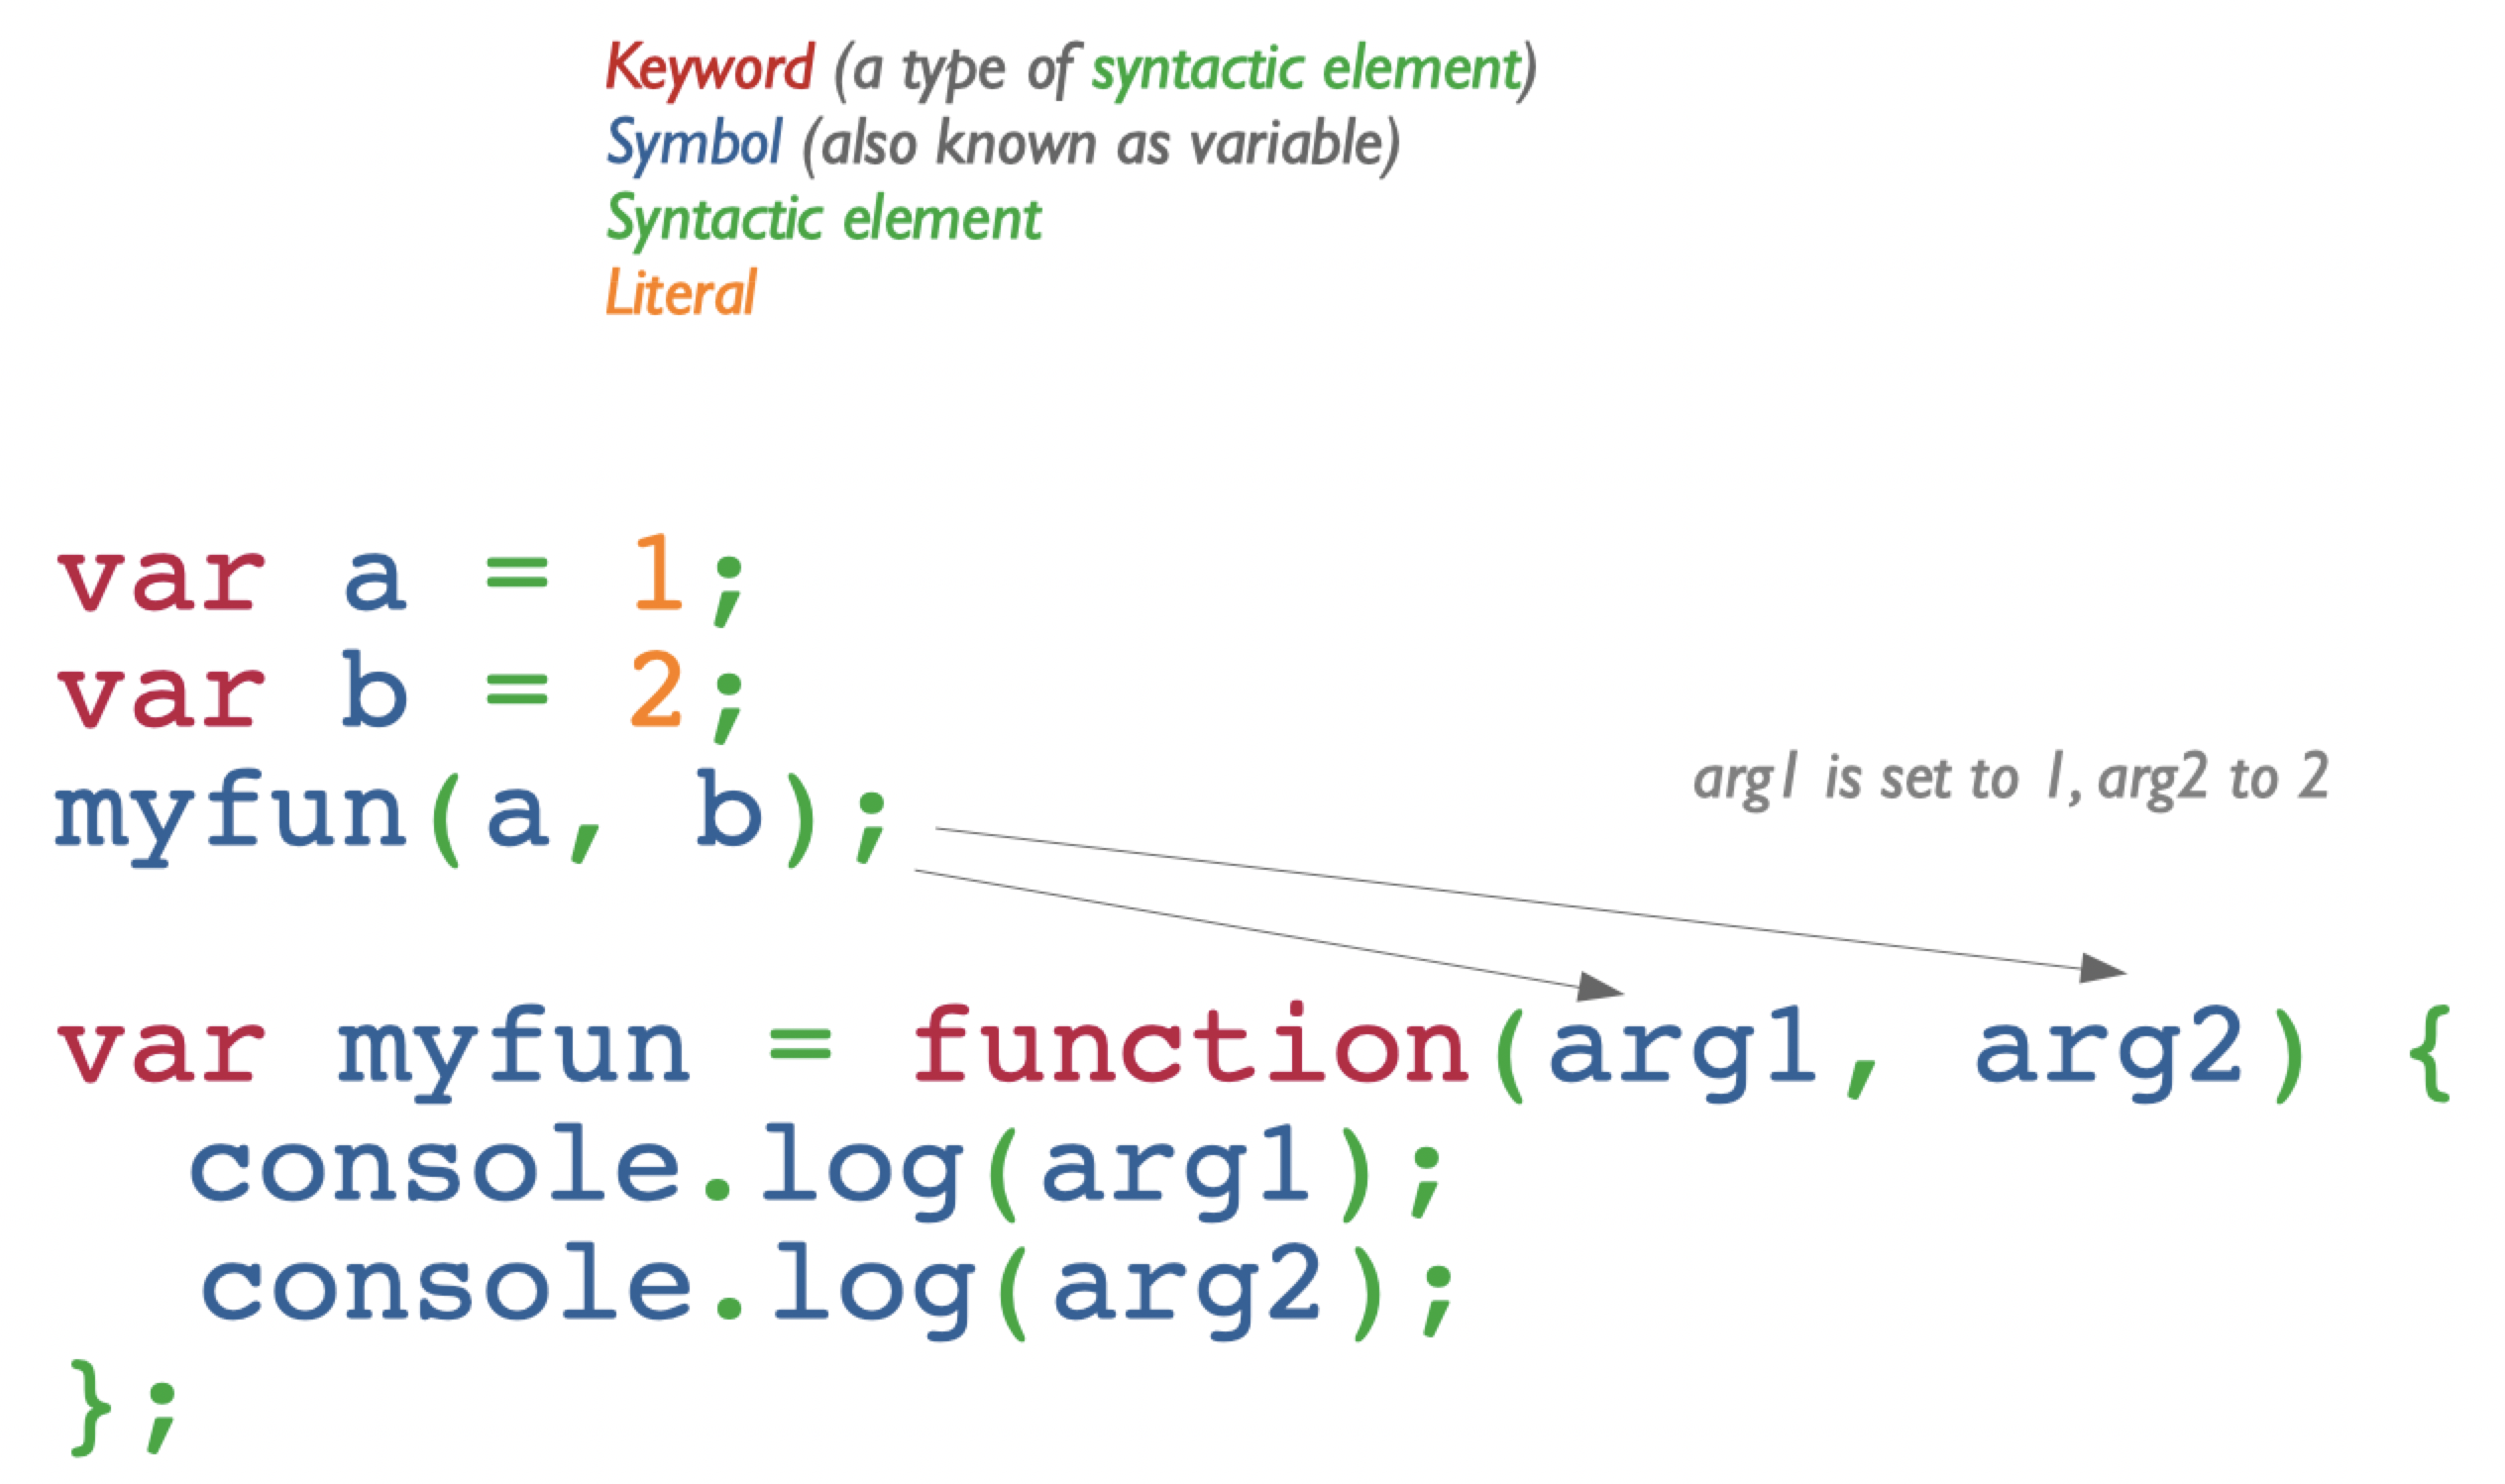 Keyword (a type of syntactic element)
Symbol (also known as variable)
Syntactic element
Literal
var a = 1;
var b = 2;
myfun(a, b);
arg1 is set to 1, arg2 to 2
var myfun = function(arg1, arg2) {
console.log(arg1);
console.log(arg2);
};